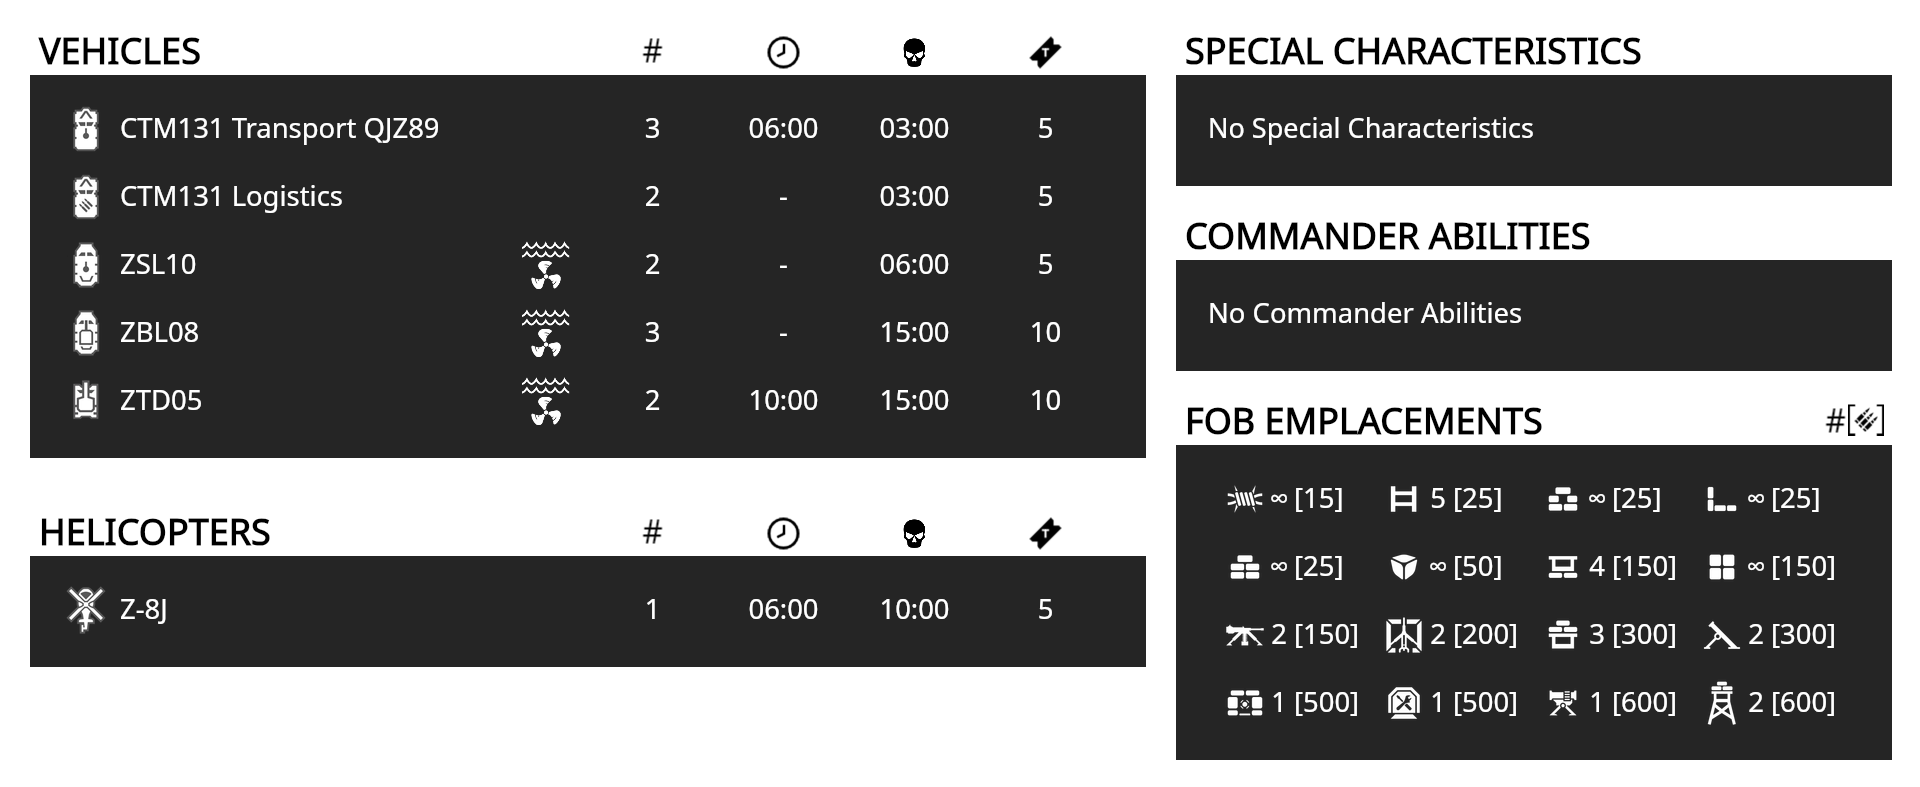 VEHICLES #
CTM131 Transport QJZ89 3 06:00 03:00 5
CTM131 Logistics 2 - 03:00 5
ZSL10 2 - 06:00 5
ZBL08 3 - 15:00 10
ZTD05 2 10:00 15:00 10
HELICOPTERS #
Z-8J 1 06:00 10:00 5
SPECIAL CHARACTERISTICS
No Special Characteristics
COMMANDER ABILITIES
No Commander Abilities
FOB EMPLACEMENTS #[]
∞ [15] 5 [25] ∞ [25] ∞ [25]
∞ [25] ∞ [50] 4 [150] ∞ [150]
2 [150] 2 [200] 3 [300] 2 [300]
1 [500] 1 [500] 1 [600] 2 [600]